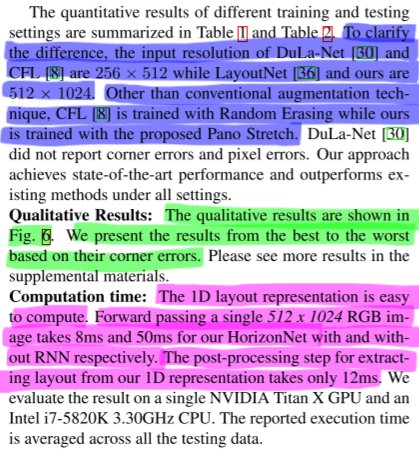 The quantitative results of different training and testing
settings are summarized in Table 1 and Table 2. To clarify
the difference, the input resolution of DuLa-Net [30] and
CFL [8] are 256 × 512 while LayoutNet [36] and ours are
512 × 1024. Other than conventional augmentation tech-
nique, CFL [8] is trained with Random Erasing while ours
is trained with the proposed Pano Stretch. DuLa-Net [30]
did not report corner errors and pixel errors. Our approach
achieves state-of-the-art performance and outperforms ex-
isting methods under all settings.
Qualitative Results: The qualitative results are shown in
Fig. 6. We present the results from the best to the worst
based on their corner errors. Please see more results in the
supplemental materials.
Computation time: The 1D layout representation is easy
to compute. Forward passing a single 512 x 1024 RGB im-
age takes 8ms and 50ms for our HorizonNet with and with-
out RNN respectively. The post-processing step for extract-
ing layout from our 1D representation takes only 12ms. We
evaluate the result on a single NVIDIA Titan X GPU and an
Intel i7-5820K 3.30GHz CPU. The reported execution time
is averaged across all the testing data.